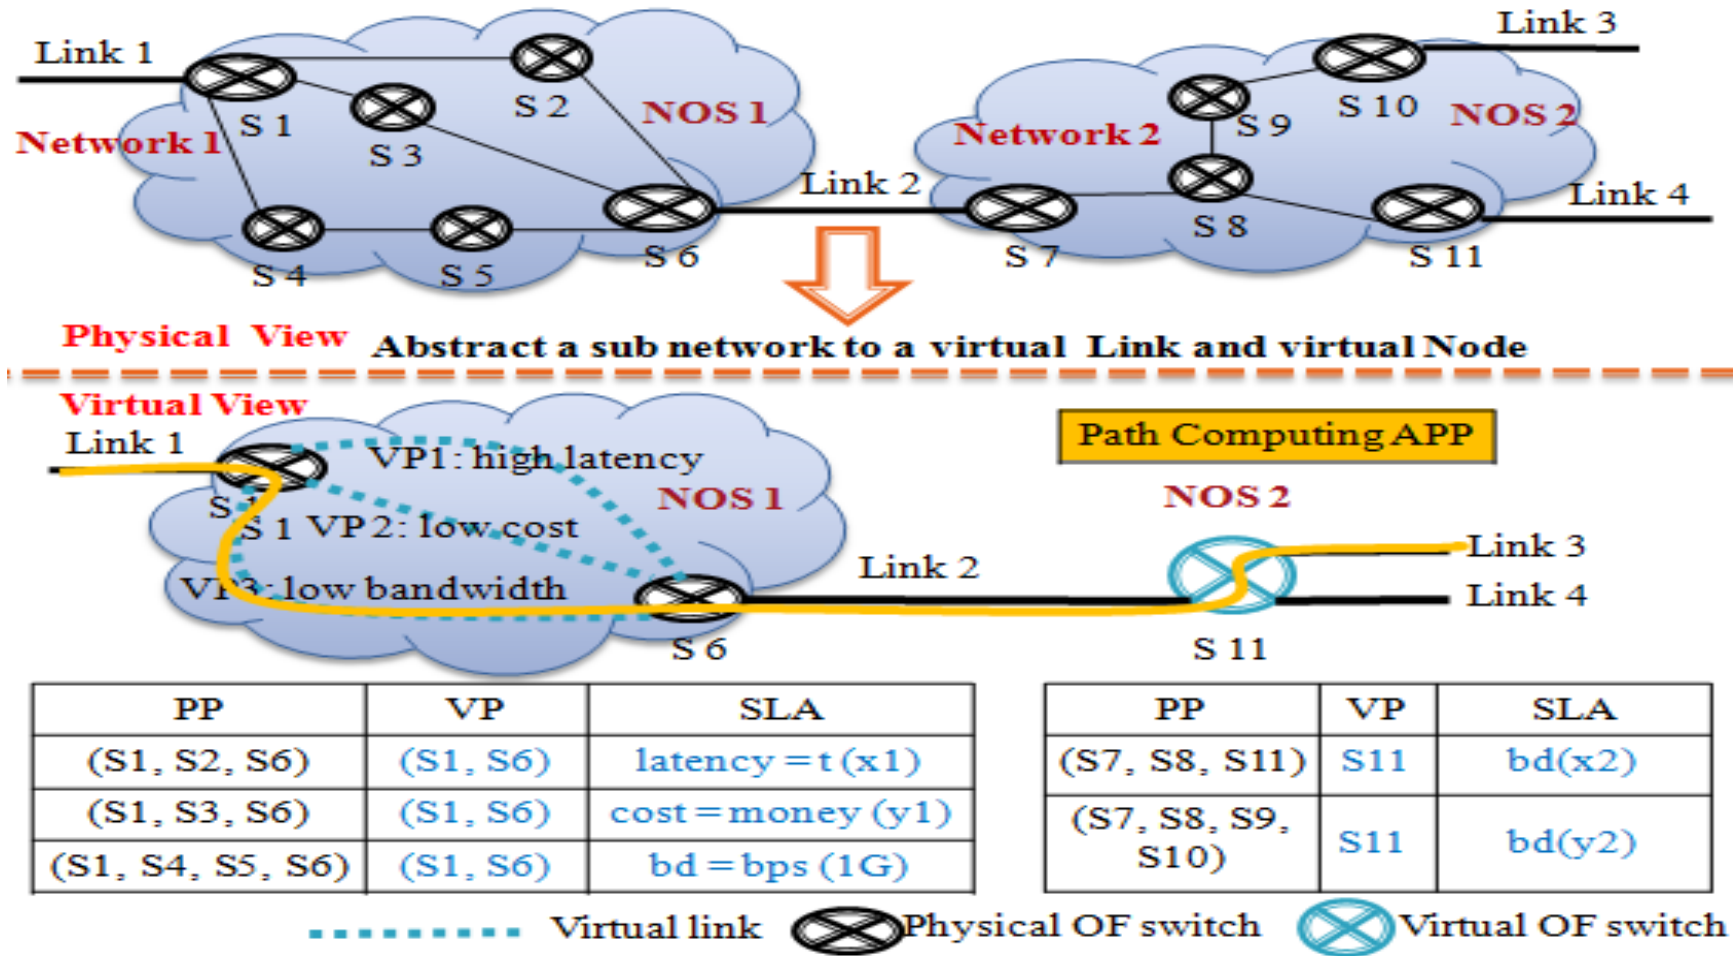 Link 1
Link 3
S 1
S 2
NOS 1
S 9
S 10
NOS 2
Network 1
S 3
Network 2
Link 2
Link 4
S 4
S 5
S 6
S 7
S 8
S 11
Physical View
Abstract a sub network to a virtual Link and virtual Node
Virtual View
Link 1
Path Computing APP
VP1: high latency
NOS 1
NOS 2
S 1
S 1
VP2: low cost
Link 3
VP3: low bandwidth
Link 2
Link 4
S 6
S 11
PP VP SLA
(S1, S2, S6) (S1, S6) latency = t (x1)
(S1, S3, S6) (S1, S6) cost = money (y1)
(S1, S4, S5, S6) (S1, S6) bd = bps (1G)
PP VP SLA
(S7, S8, S11) S11 bd(x2)
(S7, S8, S9,
S10) S11 bd(y2)
Virtual link
Physical OF switch
Virtual OF switch